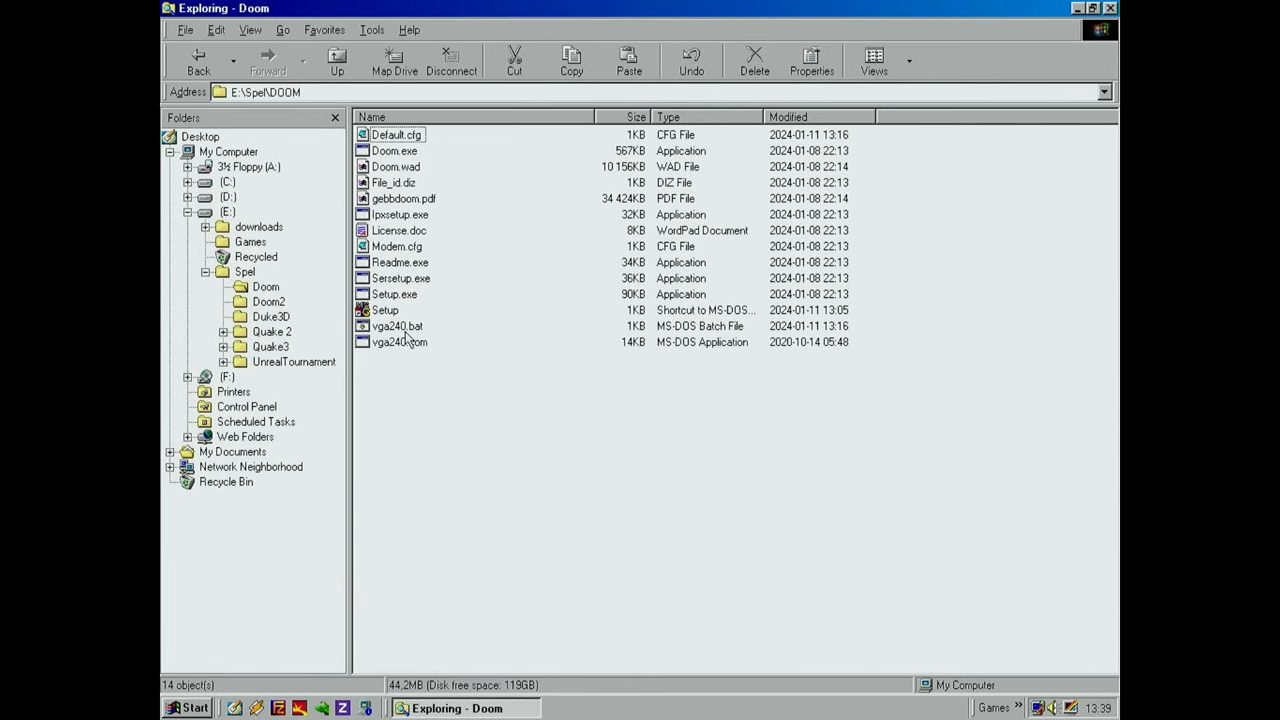 Exploring - Doom
File Edit View Go Favorites Tools Help
Back Forward Up Map Drive Disconnect Cut Copy Paste Undo Delete Properties Views
Address E:\Spel\DOOM
Folders
Desktop
My Computer
3½ Floppy (A:)
(C:)
(D:)
(E:)
downloads
Games
Recycled
Spel
Doom
Doom2
Duke3D
Quake 2
Quake3
UnrealTournament
(F:)
Printers
Control Panel
Scheduled Tasks
Web Folders
My Documents
Network Neighborhood
Recycle Bin
Name Size Type Modified
Default.cfg 1KB CFG File 2024-01-11 13:16
Doom.exe 567KB Application 2024-01-08 22:13
Doom.wad 10 156KB WAD File 2024-01-08 22:14
File_id.diz 1KB DIZ File 2024-01-08 22:13
gebbdoom.pdf 34 424KB PDF File 2024-01-08 22:14
Ipxsetup.exe 32KB Application 2024-01-08 22:13
License.doc 8KB WordPad Document 2024-01-08 22:13
Modem.cfg 1KB CFG File 2024-01-08 22:13
Readme.exe 34KB Application 2024-01-08 22:13
Sersetup.exe 36KB Application 2024-01-08 22:13
Setup.exe 90KB Application 2024-01-08 22:13
Setup 1KB Shortcut to MS-DOS... 2024-01-11 13:05
vga240.bat 1KB MS-DOS Batch File 2024-01-11 13:16
vga240.com 14KB MS-DOS Application 2020-10-14 05:48
14 object(s) 44,2MB (Disk free space: 119GB) My Computer
Start Exploring - Doom Games » 13:39